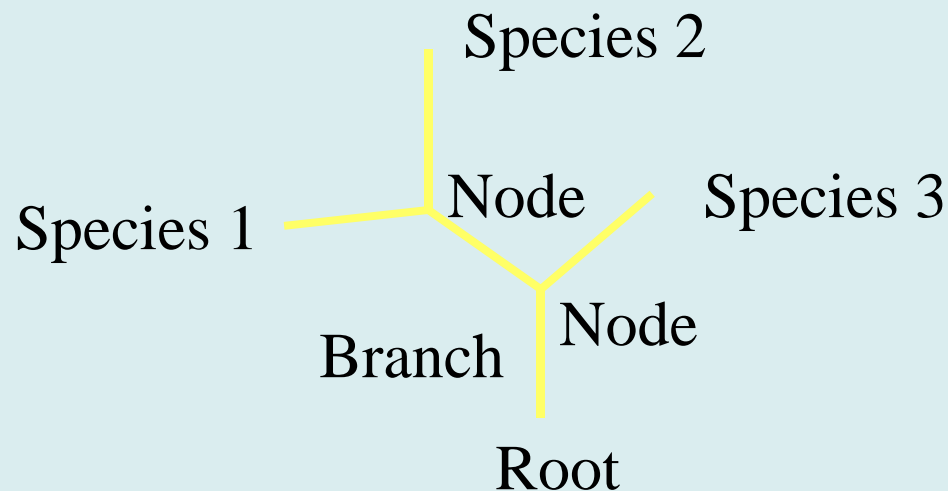 Species 2
Node
Species 3
Species 1
Node
Branch
Root